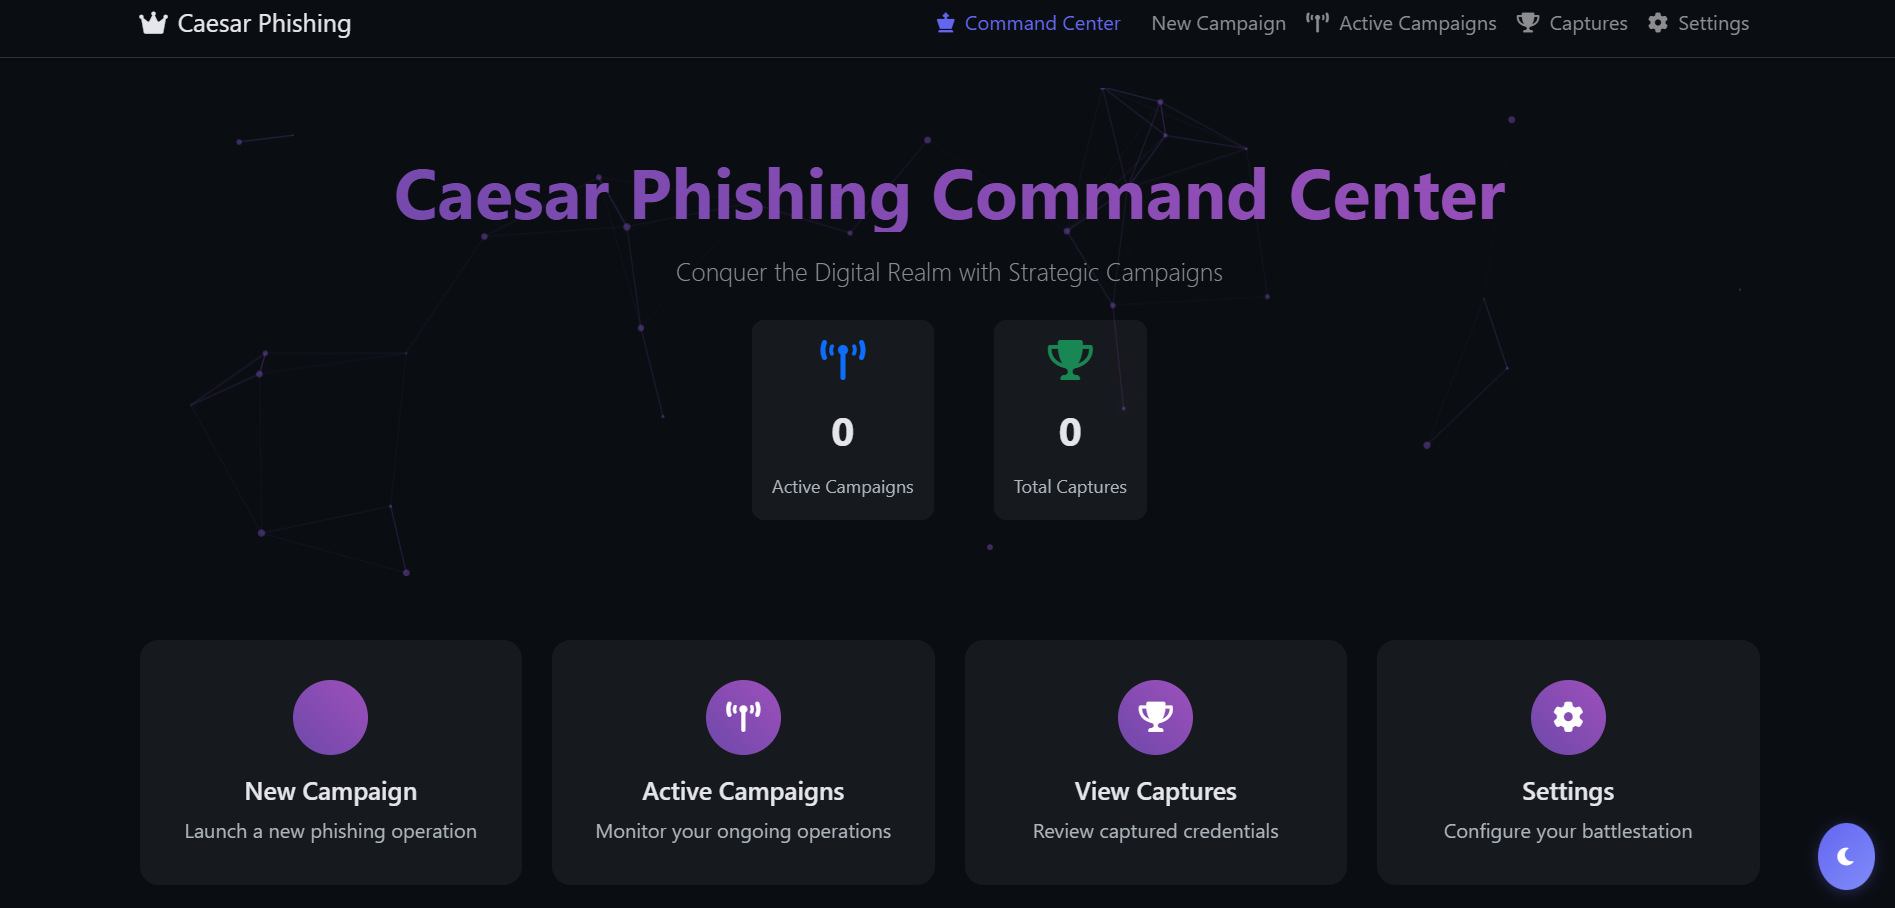 Caesar Phishing
Command Center
New Campaign
Active Campaigns
Captures
Settings
Caesar Phishing Command Center
Conquer the Digital Realm with Strategic Campaigns
0
Active Campaigns
0
Total Captures
New Campaign
Launch a new phishing operation
Active Campaigns
Monitor your ongoing operations
View Captures
Review captured credentials
Settings
Configure your battlestation